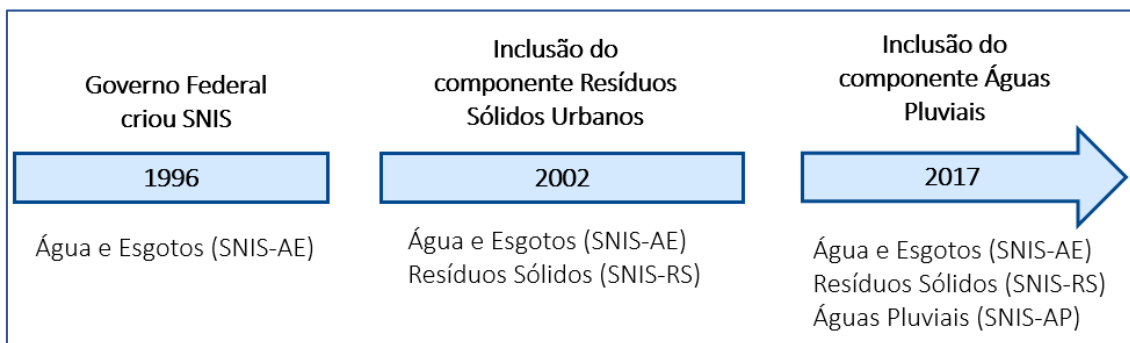 Governo Federal
criou SNIS
1996
Água e Esgotos (SNIS-AE)
Inclusão do
componente Resíduos
Sólidos Urbanos
2002
Água e Esgotos (SNIS-AE)
Resíduos Sólidos (SNIS-RS)
Inclusão do
componente Águas
Pluviais
2017
Água e Esgotos (SNIS-AE)
Resíduos Sólidos (SNIS-RS)
Águas Pluviais (SNIS-AP)